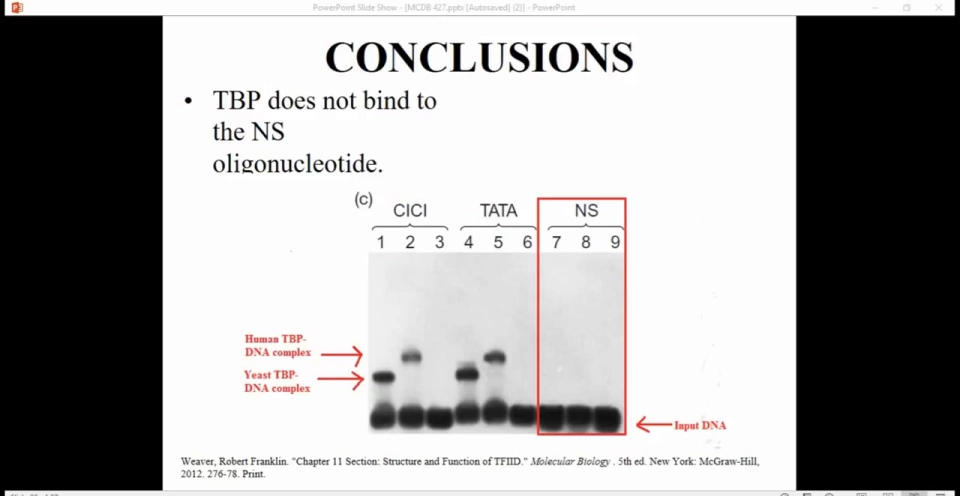 PowerPoint Slide Show - [MCDB 427.pptx [Autosaved] (2)] - PowerPoint
CONCLUSIONS
• TBP does not bind to
the NS
oligonucleotide.
(c)
CICI TATA NS
1 2 3 4 5 6 7 8 9
Human TBP-
DNA complex
Yeast TBP-
DNA complex
Input DNA
Weaver, Robert Franklin. "Chapter 11 Section: Structure and Function of TFIID." Molecular Biology . 5th ed. New York: McGraw-Hill,
2012. 276-78. Print.